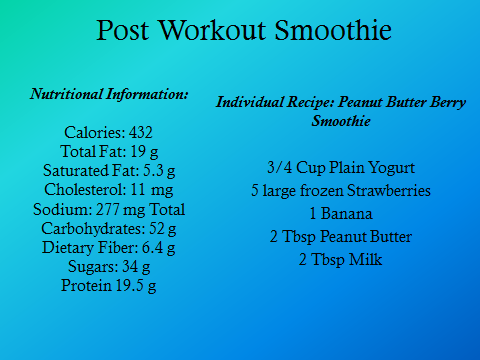 Post Workout Smoothie
Nutritional Information:
Calories: 432
Total Fat: 19 g
Saturated Fat: 5.3 g
Cholesterol: 11 mg
Sodium: 277 mg Total
Carbohydrates: 52 g
Dietary Fiber: 6.4 g
Sugars: 34 g
Protein 19.5 g
Individual Recipe: Peanut Butter Berry
Smoothie
3/4 Cup Plain Yogurt
5 large frozen Strawberries
1 Banana
2 Tbsp Peanut Butter
2 Tbsp Milk